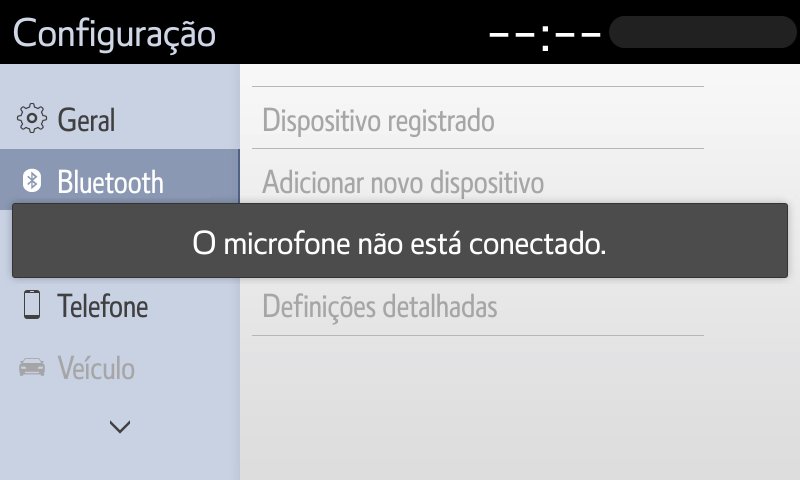 Configuração
--:--
Geral
Dispositivo registrado
Bluetooth
Adicionar novo dispositivo
O microfone não está conectado.
Telefone
Definições detalhadas
Veículo